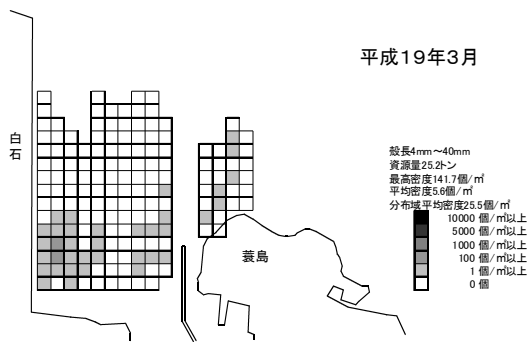 平成19年3月
白石
殻長4mm～40mm
資源量25.2トン
最高密度141.7個/㎡
平均密度5.6個/㎡
分布域平均密度25.5個/㎡
10000 個/㎡以上
5000 個/㎡以上
1000 個/㎡以上
100 個/㎡以上
1 個/㎡以上
0 個
蓑島